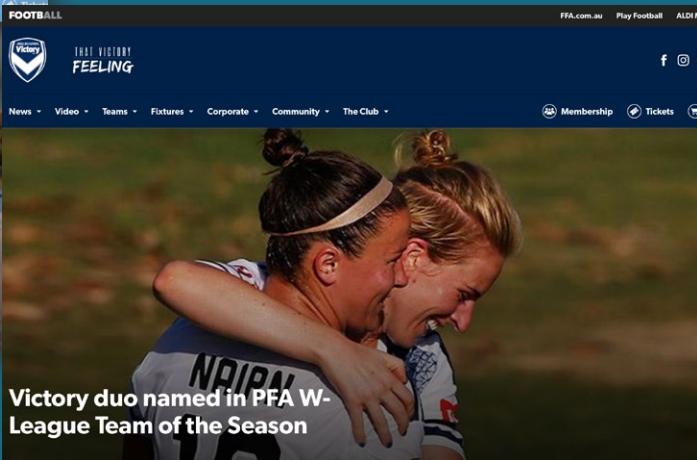 Tickets
FOOTBALL
FFA.com.au Play Football ALDI
Victory
THAT VICTORY
FEELING
News Video Teams Fixtures Corporate Community The Club
Membership Tickets
NAIRN
Victory duo named in PFA W-
League Team of the Season